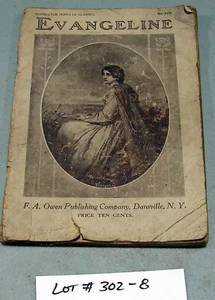 EVANGELINE
F. A. Owen Publishing Company, Dansville, N. Y.
PRICE TEN CENTS.
LOT # 302-8